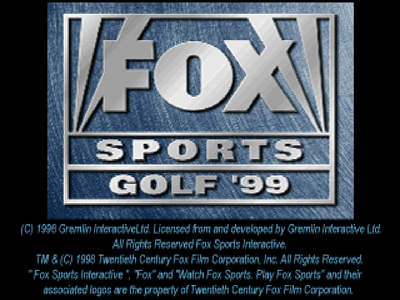 FOX
SPORTS
GOLF '99
(C) 1998 Gremlin InteractiveLtd. Licensed from and developed by Gremlin Interactive Ltd.
All Rights Reserved Fox Sports Interactive.
TM & (C) 1998 Twentieth Century Fox Film Corporation, Inc. All Rights Reserved.
" Fox Sports Interactive ", "Fox" and "Watch Fox Sports. Play Fox Sports" and their
associated logos are the property of Twentieth Century Fox Film Corporation.